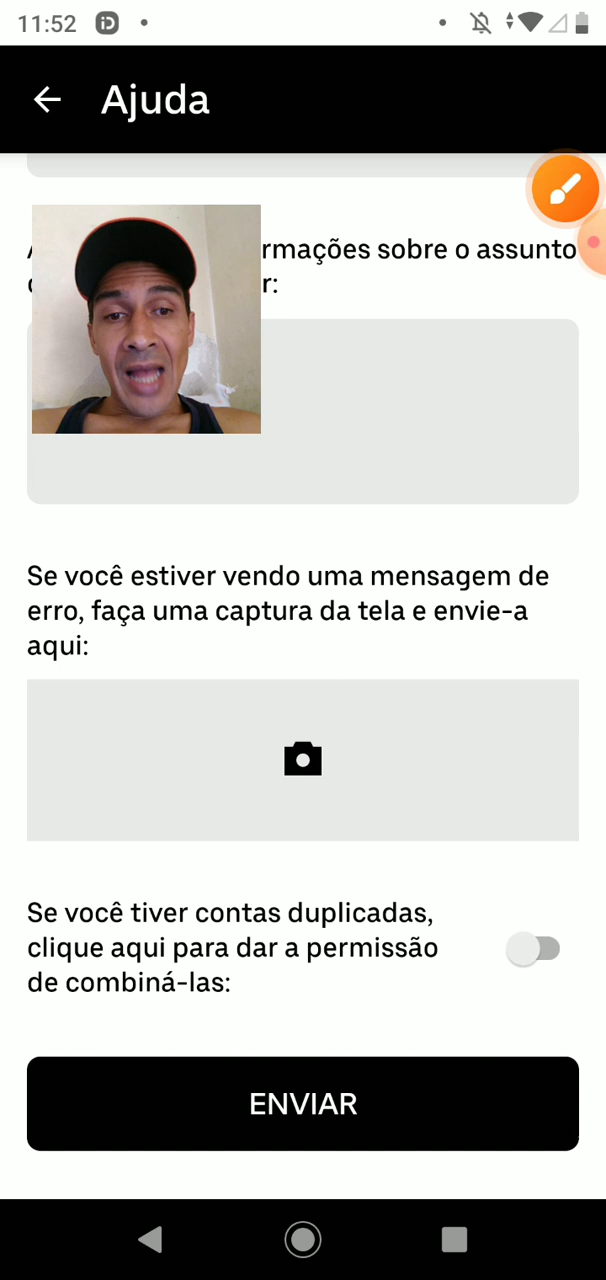 11:52
Ajuda
sobre o assunto
Se você estiver vendo uma mensagem de
erro, faça uma captura da tela e envie-a
aqui:
Se você tiver contas duplicadas,
clique aqui para dar a permissão
de combiná-las:
ENVIAR